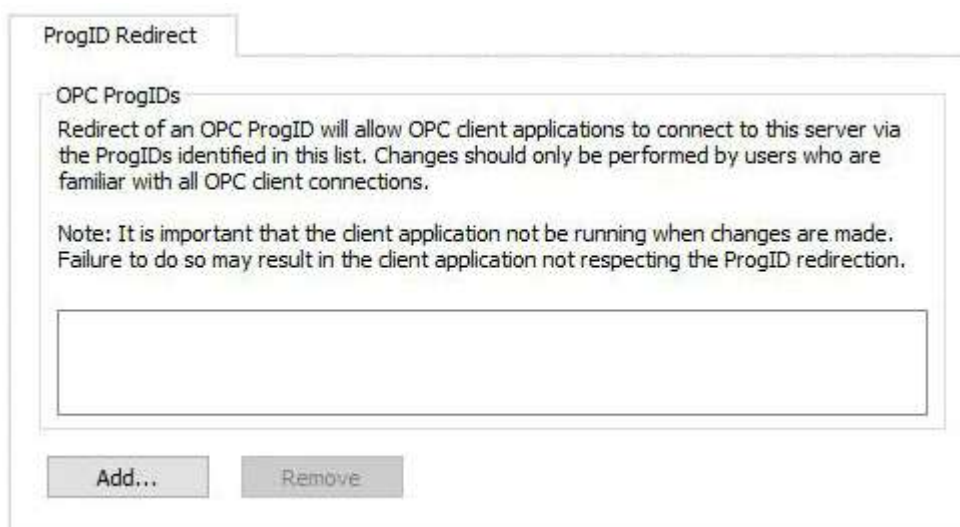 ProgID Redirect
OPC ProgIDs
Redirect of an OPC ProgID will allow OPC client applications to connect to this server via
the ProgIDs identified in this list. Changes should only be performed by users who are
familiar with all OPC client connections.
Note: It is important that the client application not be running when changes are made.
Failure to do so may result in the client application not respecting the ProgID redirection.
Add...
Remove